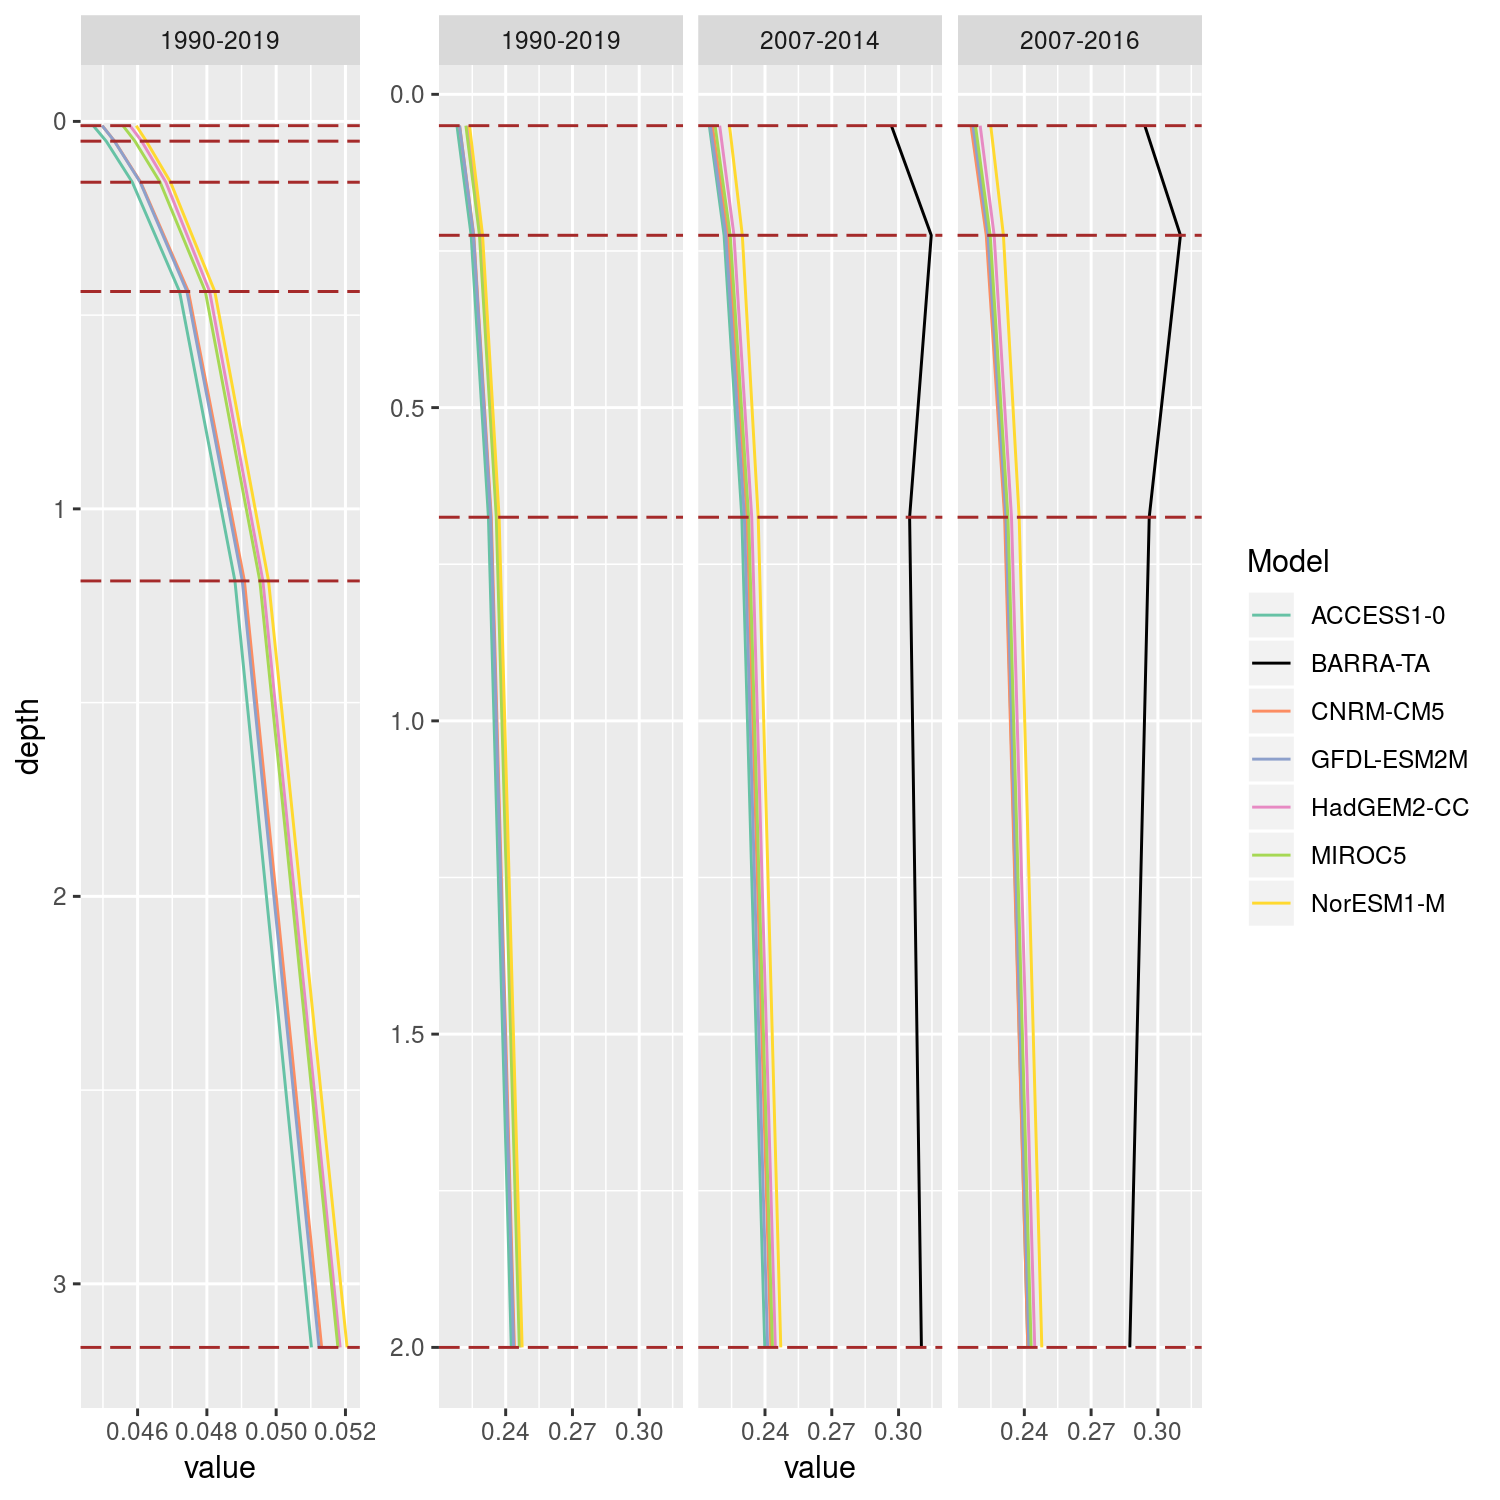 1990-2019
1990-2019
2007-2014
2007-2016
depth
0
1
2
3
0.0
0.5
1.0
1.5
2.0
0.046 0.048 0.050 0.052
0.24 0.27 0.30
0.24 0.27 0.30
0.24 0.27 0.30
value
value
Model
ACCESS1-0
BARRA-TA
CNRM-CM5
GFDL-ESM2M
HadGEM2-CC
MIROC5
NorESM1-M